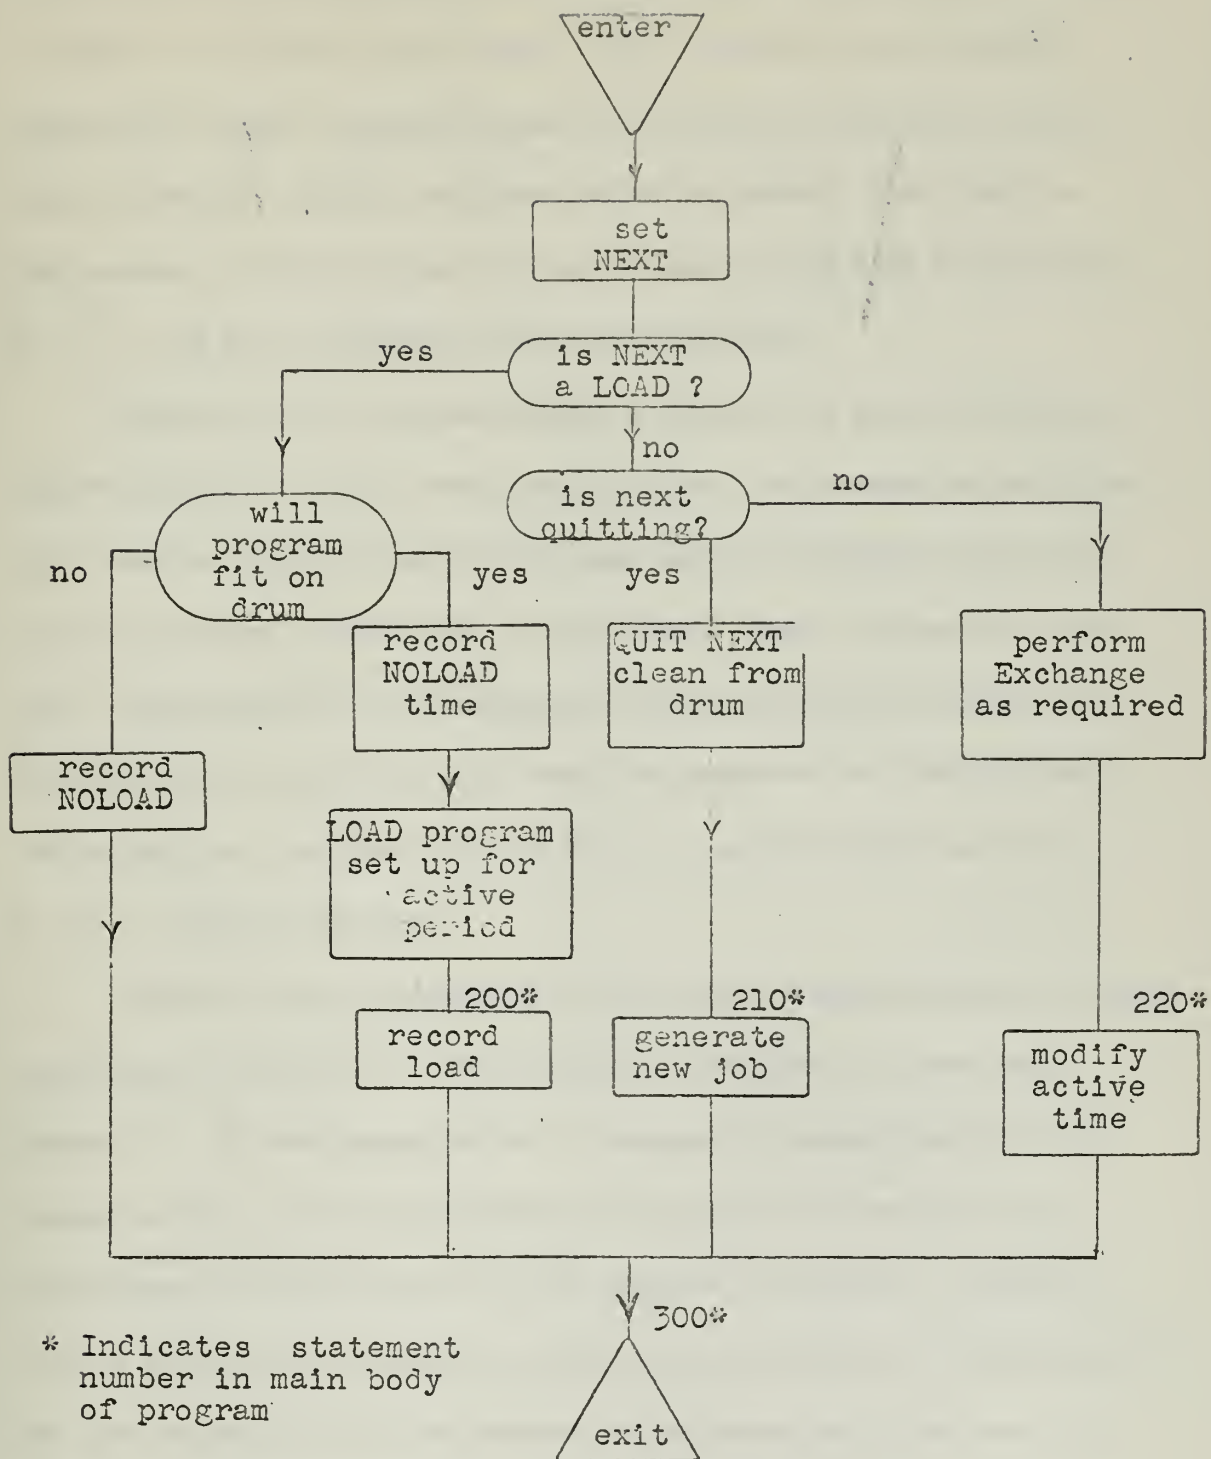 enter
set
NEXT
is NEXT
a LOAD ?
yes
no
is next
quitting?
no
yes
will
program
fit on
drum
no
yes
record
NOLOAD
time
QUIT NEXT
clean from
drum
perform
Exchange
as required
record
NOLOAD
LOAD program
set up for
active
period
200*
210*
220*
record
load
generate
new job
modify
active
time
300*
* Indicates statement
number in main body
of program
exit